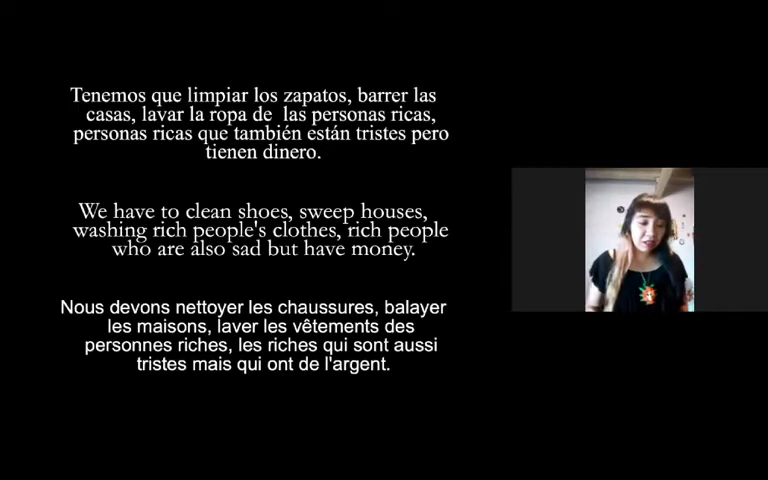 Tenemos que limpiar los zapatos, barrer las
casas, lavar la ropa de las personas ricas,
personas ricas que también están tristes pero
tienen dinero.
We have to clean shoes, sweep houses,
washing rich people's clothes, rich people
who are also sad but have money.
Nous devons nettoyer les chaussures, balayer
les maisons, laver les vêtements des
personnes riches, les riches qui sont aussi
tristes mais qui ont de l'argent.